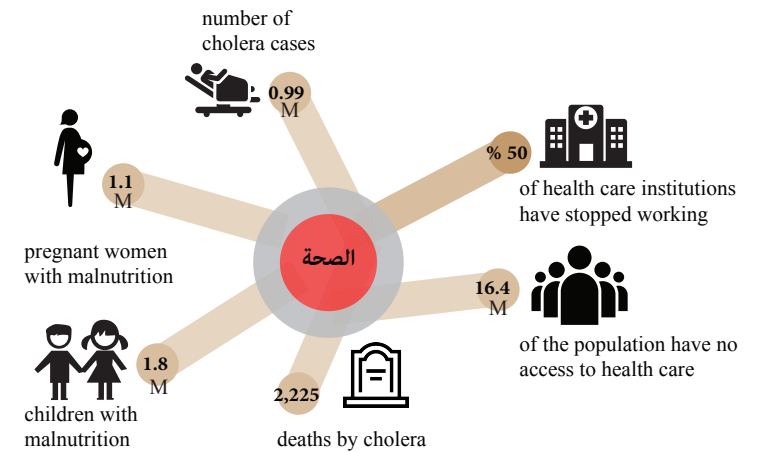 number of
cholera cases
0.99
M
% 50
of health care institutions
have stopped working
1.1
M
pregnant women
with malnutrition
الصحة
16.4
M
of the population have no
access to health care
1.8
M
children with
malnutrition
2,225
deaths by cholera